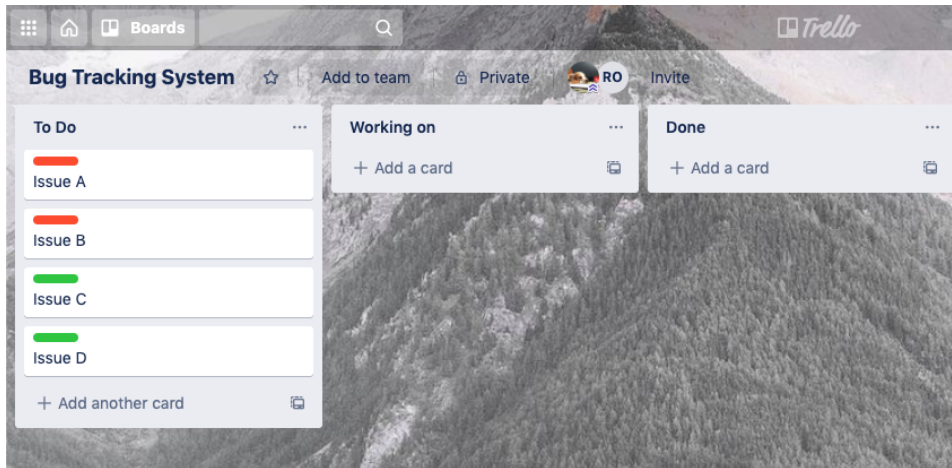 Boards
Trello
Bug Tracking System
Add to team
Private
RO
Invite
To Do
Issue A
Issue B
Issue C
Issue D
+ Add another card
Working on
+ Add a card
Done
+ Add a card